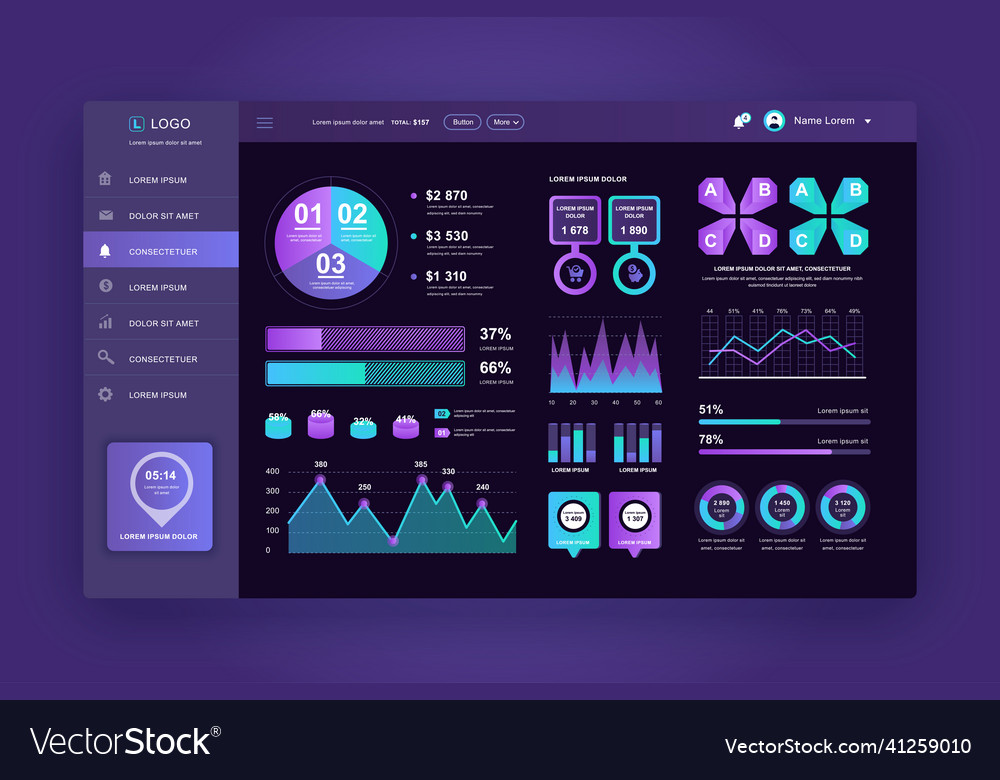 L LOGO
Lorem ipsum dolor sit amet
LOREM IPSUM
DOLOR SIT AMET
CONSECTETUER
LOREM IPSUM
DOLOR SIT AMET
CONSECTETUER
LOREM IPSUM
05:14
Lorem ipsum dolor
sit amet
LOREM IPSUM DOLOR
Lorem ipsum dolor amet TOTAL: $157 Button More
4
Name Lorem
01
Lorem ipsum dolor sit
amet, consectetuer
02
Lorem ipsum dolor sit
amet, consectetuer
03
Lorem ipsum dolor sit amet,
consectetuer adipiscing
$2 870
Lorem ipsum dolor sit amet, consectetuer
adipiscing elit, sed diam nonummy
$3 530
Lorem ipsum dolor sit amet, consectetuer
adipiscing elit, sed diam nonummy
$1 310
Lorem ipsum dolor sit amet, consectetuer
adipiscing elit, sed diam nonummy
37%
LOREM IPSUM
66%
LOREM IPSUM
58% 66% 32% 41%
02 Lorem ipsum dolor sit amet, consectetuer
adipiscing elit
01 Lorem ipsum dolor sit amet, consectetuer
adipiscing elit
400
300
200
100
0
380 250 385 330 240
LOREM IPSUM DOLOR
LOREM IPSUM
DOLOR
1 678
LOREM IPSUM
DOLOR
1 890
$
10 20 30 40 50 60
LOREM IPSUM LOREM IPSUM
Lorem ipsum
3 409
LOREM IPSUM
Lorem ipsum
1 307
LOREM IPSUM
A B A B
C D C D
LOREM IPSUM DOLOR SIT AMET, CONSECTETUER
Lorem ipsum dolor sit amet, consectetuer adipiscing elit, sed diam
nonummy nibh euismod
44 51% 41% 76% 73% 64% 49%
51% Lorem ipsum sit
78% Lorem ipsum sit
2 890
Lorem
sit
1 450
Lorem
sit
3 120
Lorem
sit
Lorem ipsum dolor sit
amet, consectetuer
Lorem ipsum dolor sit
amet, consectetuer
Lorem ipsum dolor sit
amet, consectetuer
VectorStock®
VectorStock.com/41259010